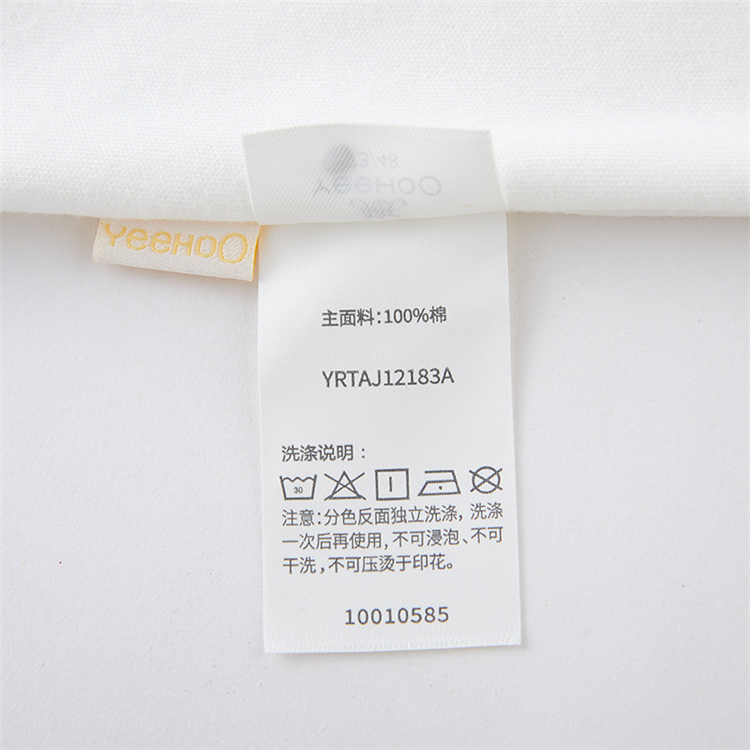 YeeHoO
YeeHoO
主面料：100%棉
YRTAJ12183A
洗涤说明：
30
注意：分色反面独立洗涤，洗涤
一次后再使用，不可浸泡、不可
干洗，不可压烫于印花。
10010585